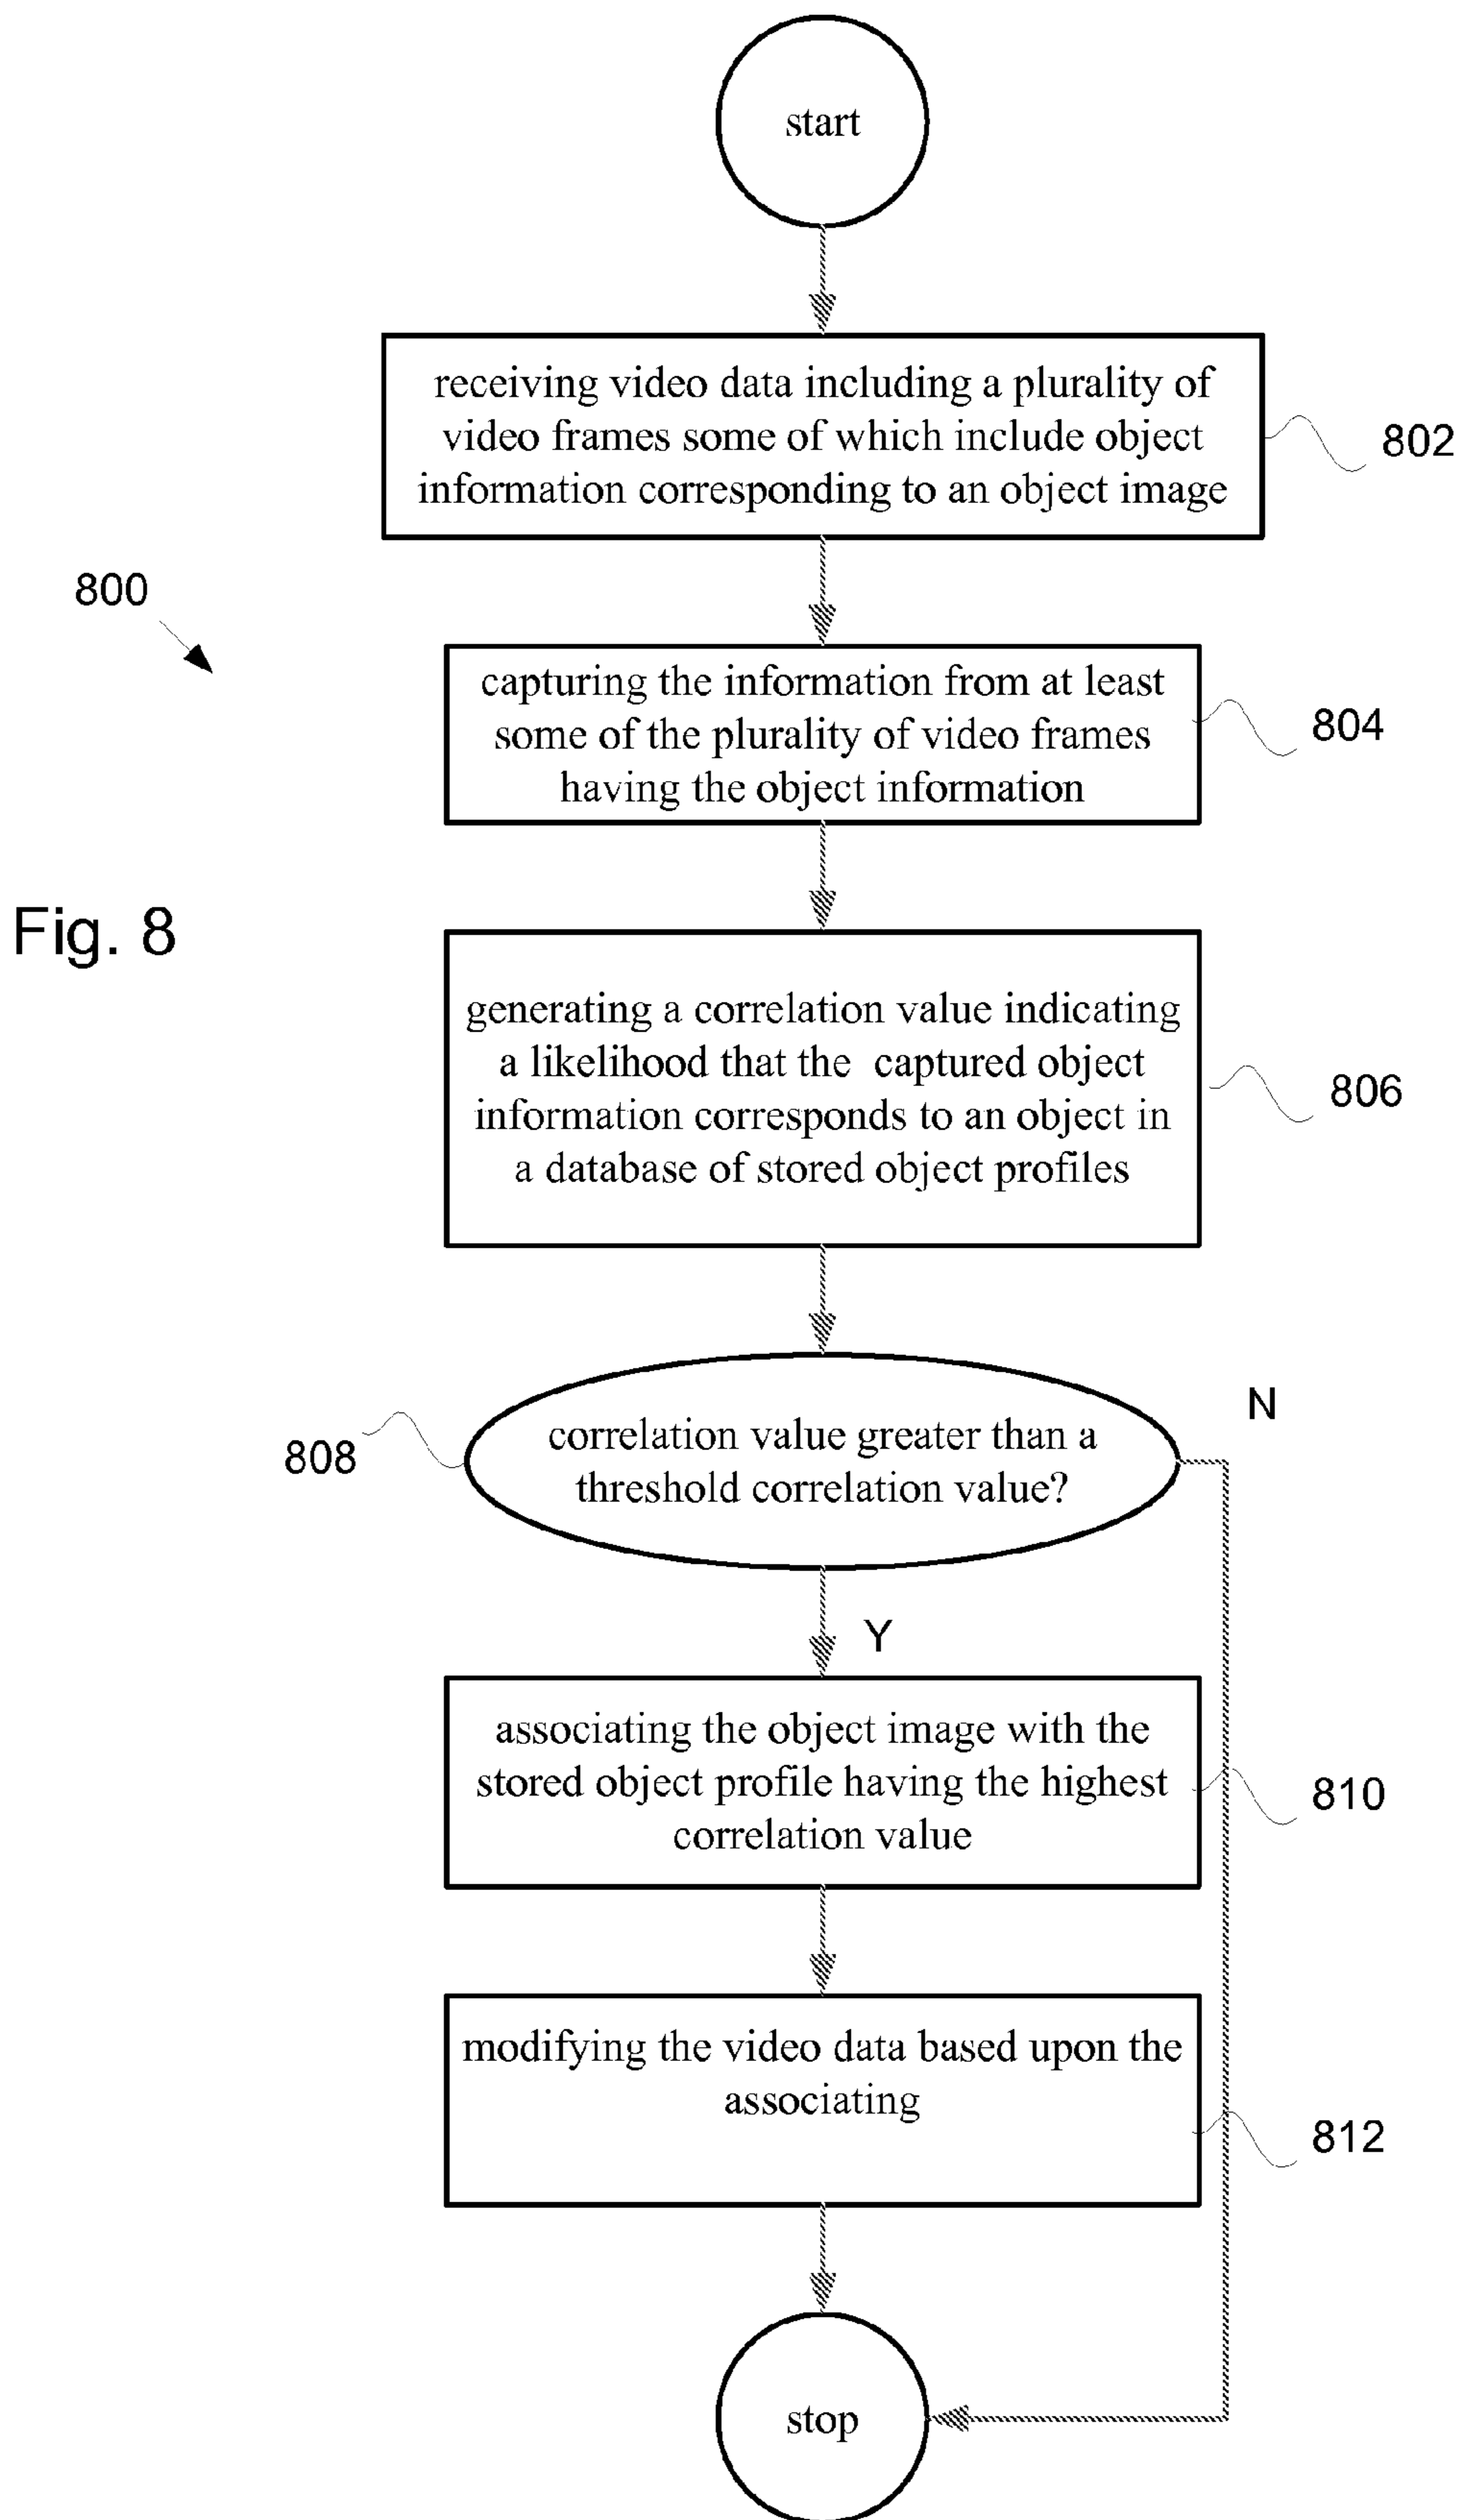 start
receiving video data including a plurality of
video frames some of which include object
information corresponding to an object image
802
800
capturing the information from at least
some of the plurality of video frames
having the object information
804
Fig. 8
generating a correlation value indicating
a likelihood that the captured object
information corresponds to an object in
a database of stored object profiles
806
N
correlation value greater than a
threshold correlation value?
808
Y
associating the object image with the
stored object profile having the highest
correlation value
810
modifying the video data based upon the
associating
812
stop